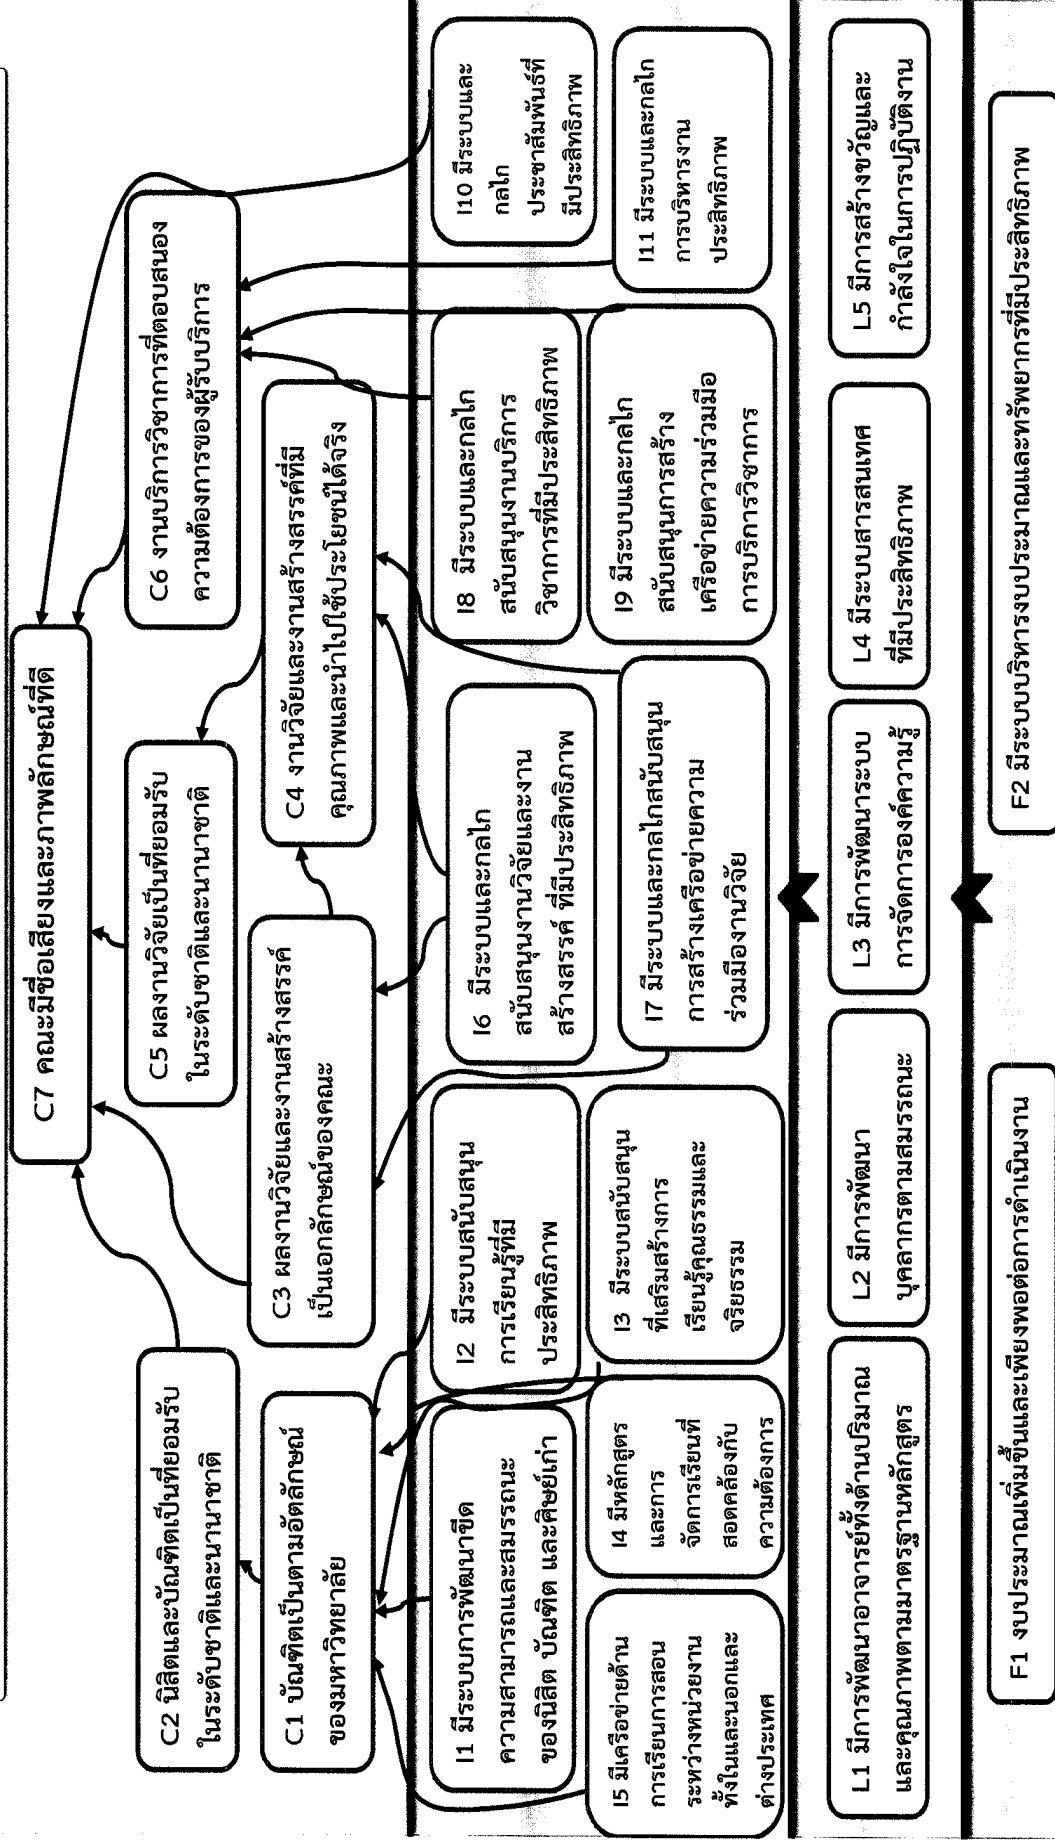 C7 คณะมีชื่อเสียงและภาพลักษณ์ที่ดี
C2 นิสิตและบัณฑิตเป็นที่ยอมรับ
ในระดับชาติและนานาชาติ
C5 ผลงานวิจัยเป็นที่ยอมรับ
ในระดับชาติและนานาชาติ
C6 งานบริการวิชาการที่ตอบสนอง
ความต้องการของผู้รับบริการ
C1 บัณฑิตเป็นตามอัตลักษณ์
ของมหาวิทยาลัย
C3 ผลงานวิจัยและงานสร้างสรรค์
เป็นเอกลักษณ์ของคณะ
C4 งานวิจัยและงานสร้างสรรค์ที่มี
คุณภาพและนำไปใช้ประโยชน์ได้จริง
I1 มีระบบการพัฒนาขีด
ความสามารถและสมรรถนะ
ของนิสิต บัณฑิต และศิษย์เก่า
I2 มีระบบสนับสนุน
การเรียนรู้ที่มี
ประสิทธิภาพ
I6 มีระบบและกลไก
สนับสนุนงานวิจัยและงาน
สร้างสรรค์ ที่มีประสิทธิภาพ
I8 มีระบบและกลไก
สนับสนุนงานบริการ
วิชาการที่มีประสิทธิภาพ
I10 มีระบบและ
กลไก
ประชาสัมพันธ์ที่
มีประสิทธิภาพ
I5 มีเครือข่ายด้าน
การเรียนการสอน
ระหว่างหน่วยงาน
ทั้งในและนอกและ
ต่างประเทศ
I4 มีหลักสูตร
และการ
จัดการเรียนที่
สอดคล้องกับ
ความต้องการ
I3 มีระบบสนับสนุน
ที่เสริมสร้างการ
เรียนรู้คุณธรรมและ
จริยธรรม
I7 มีระบบและกลไกสนับสนุน
การสร้างเครือข่ายความ
ร่วมมืองานวิจัย
I9 มีระบบและกลไก
สนับสนุนการสร้าง
เครือข่ายความร่วมมือ
การบริการวิชาการ
I11 มีระบบและกลไก
การบริหารงาน
ประสิทธิภาพ
L1 มีการพัฒนาอาจารย์ทั้งด้านปริมาณ
และคุณภาพตามมาตรฐานหลักสูตร
L2 มีการพัฒนา
บุคลากรตามสมรรถนะ
L3 มีการพัฒนาระบบ
การจัดการองค์ความรู้
L4 มีระบบสารสนเทศ
ที่มีประสิทธิภาพ
L5 มีการสร้างขวัญและ
กำลังใจในการปฏิบัติงาน
F1 งบประมาณเพิ่มขึ้นและเพียงพอต่อการดำเนินงาน
F2 มีระบบบริหารงบประมาณและทรัพยากรที่มีประสิทธิภาพ